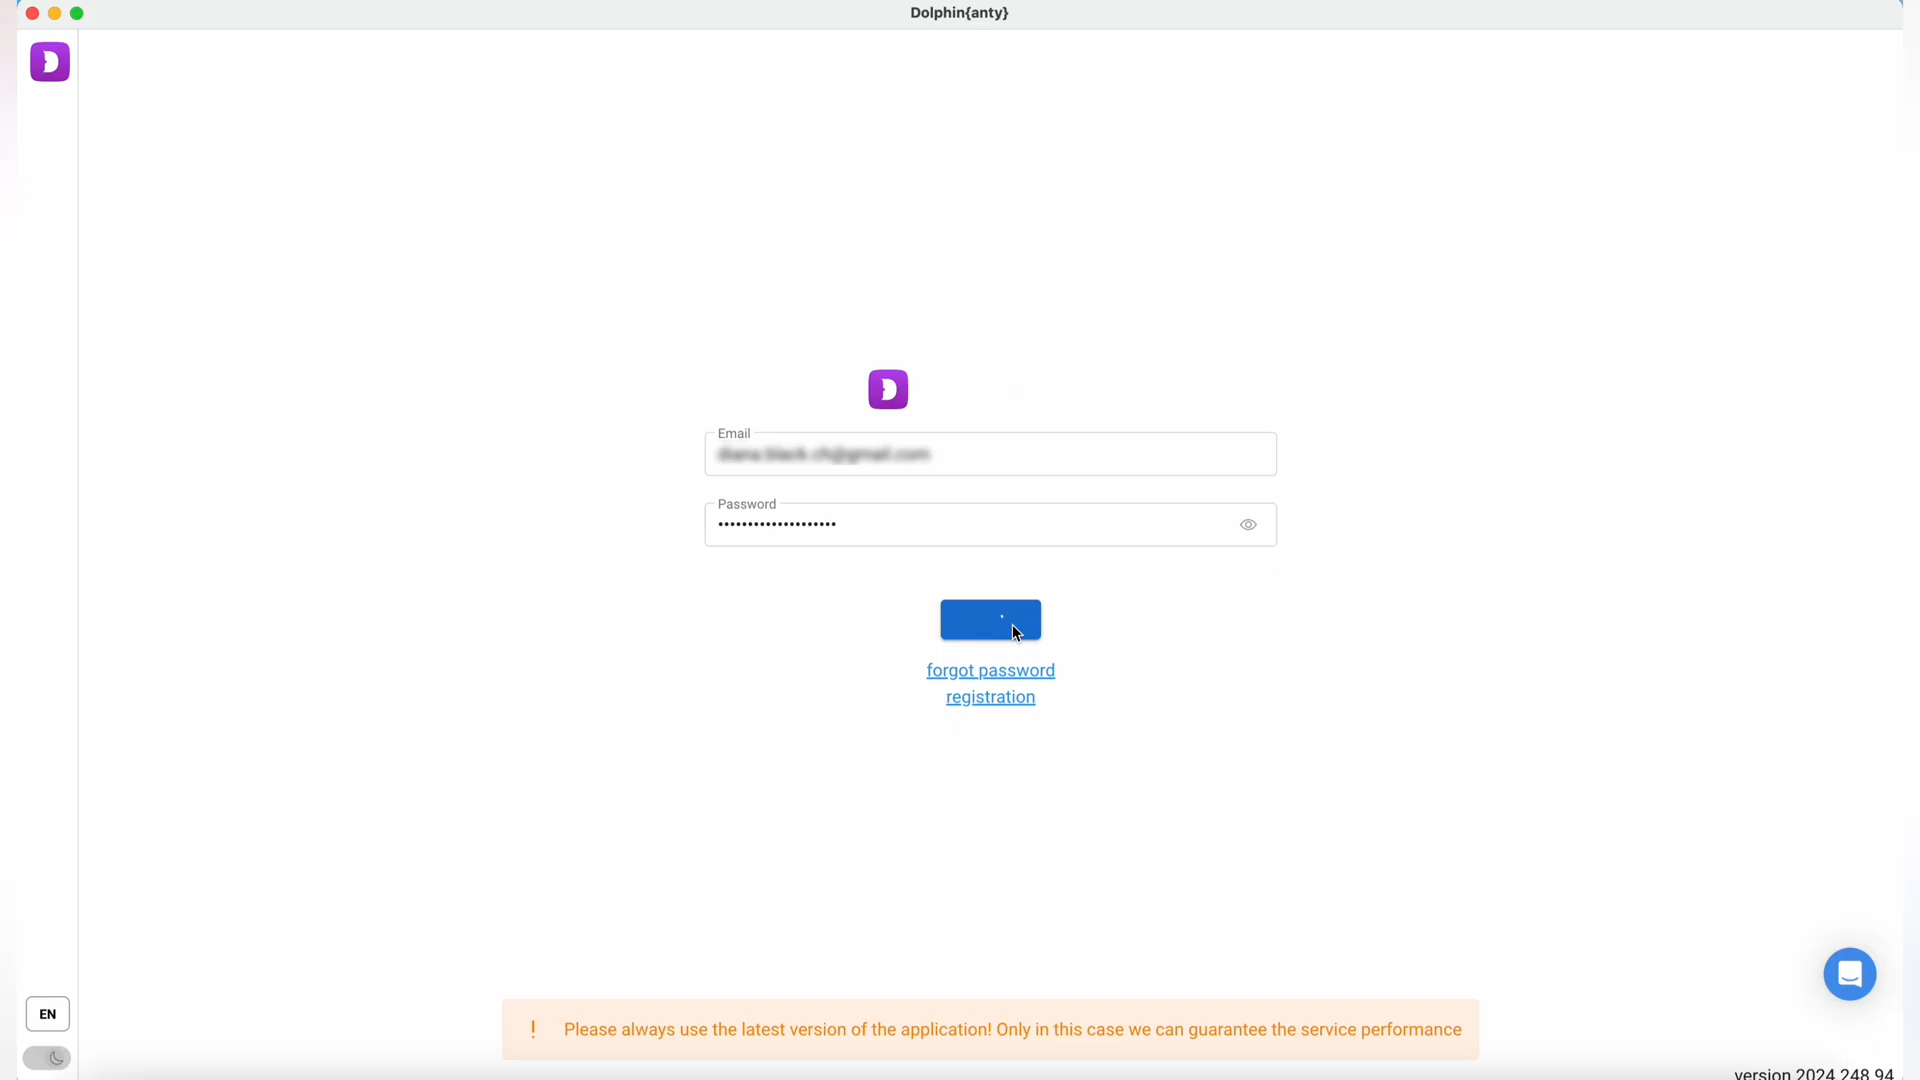 Dolphin{anty}
Email
Password
forgot password
registration
EN
! Please always use the latest version of the application! Only in this case we can guarantee the service performance
version 2024.248.94